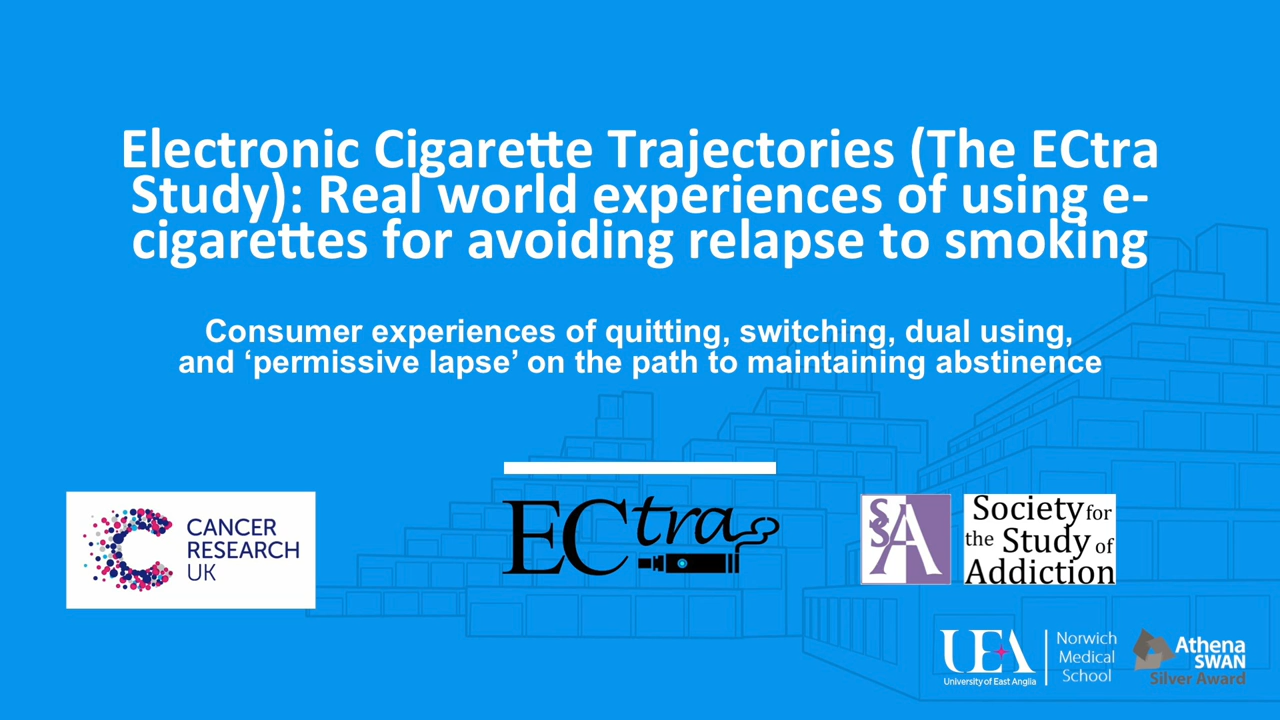 Electronic Cigarette Trajectories (The ECtra
Study): Real world experiences of using e-
cigarettes for avoiding relapse to smoking
Consumer experiences of quitting, switching, dual using,
and ‘permissive lapse’ on the path to maintaining abstinence
CANCER
RESEARCH
UK
ECtra
SSA
Society for
the Study of
Addiction
UEA
University of East Anglia
Norwich
Medical
School
Athena
SWAN
Silver Award